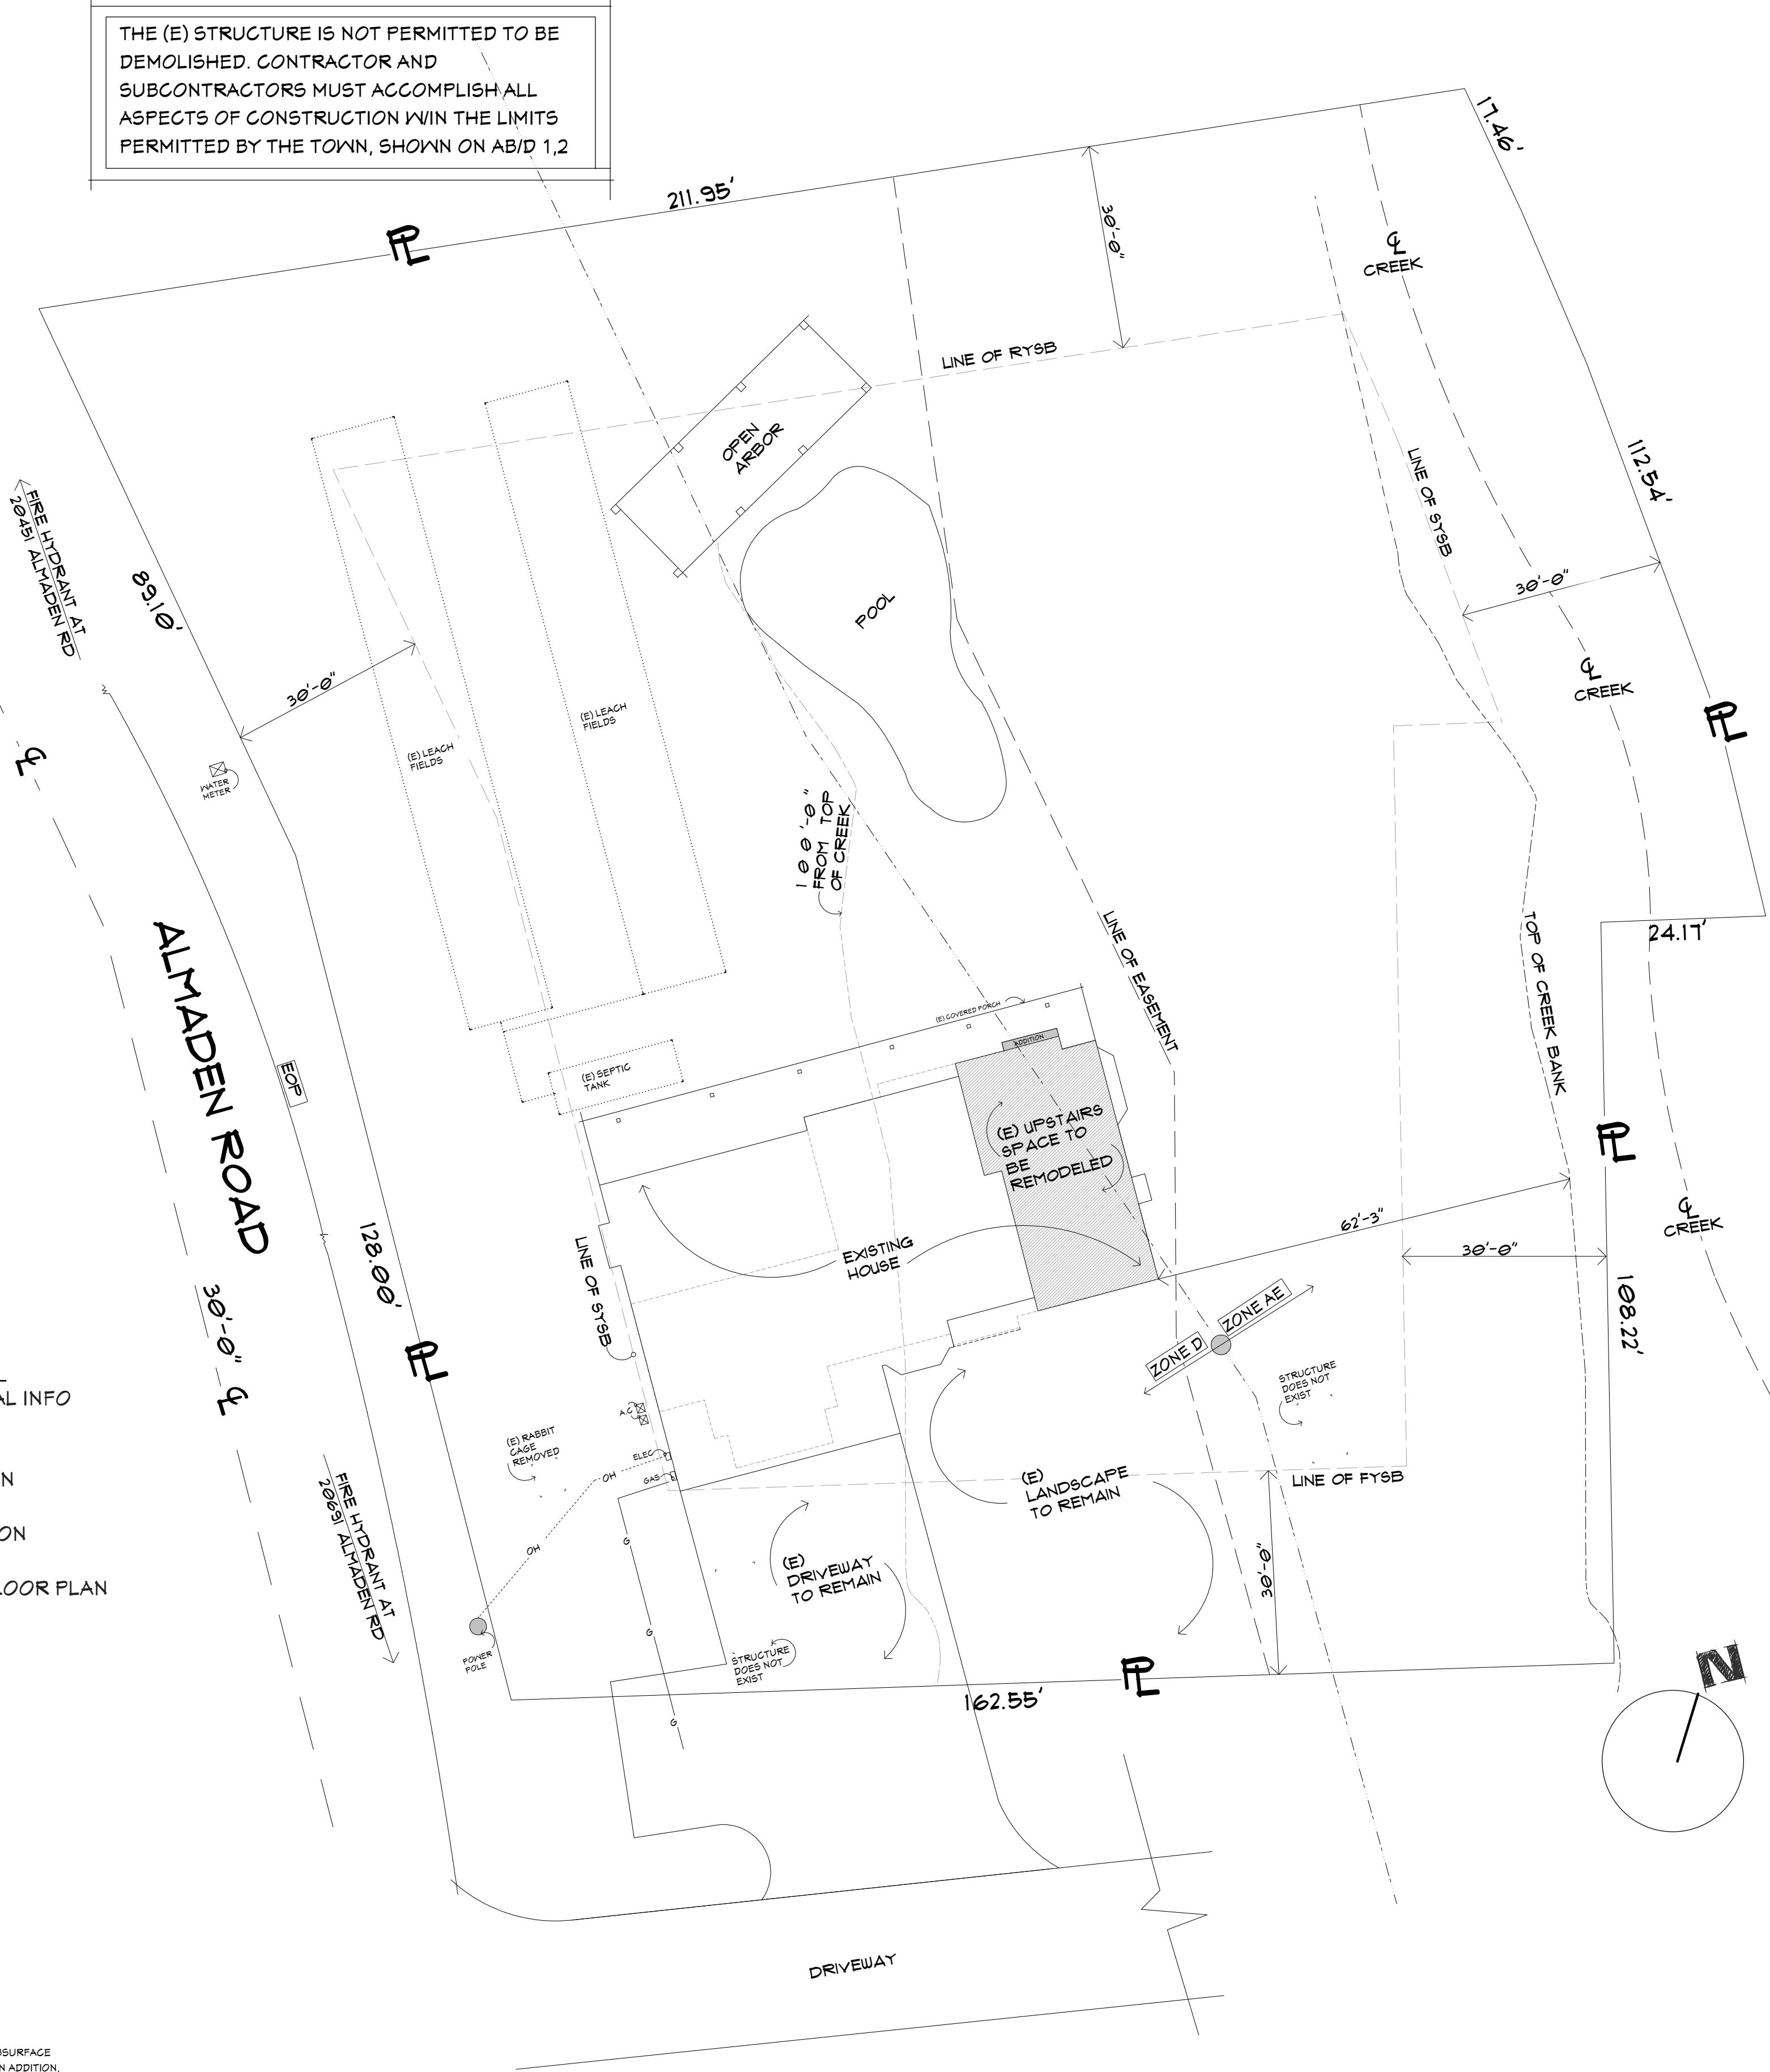 THE (E) STRUCTURE IS NOT PERMITTED TO BE
DEMOLISHED. CONTRACTOR AND
SUBCONTRACTORS MUST ACCOMPLISH ALL
ASPECTS OF CONSTRUCTION W/IN THE LIMITS
PERMITTED BY THE TOWN, SHOWN ON AB/D 1,2
17.46'
211.95'
PL
30'-0"
CL
CREEK
LINE OF RYSB
OPEN
ARBOR
LINE OF SYSB
112.54'
FIRE HYDRANT AT
20451 ALMADEN RD
89.10'
30'-0"
30'-0"
POOL
CL
CREEK
PL
(E) LEACH
FIELDS
(E) LEACH
FIELDS
CL
WATER
METER
100'-0"
FROM TOP
OF CREEK
LINE OF EASEMENT
TOP OF CREEK BANK
24.17'
ALMADEN ROAD
(E) COVERED PORCH
ADDITION
EOP
(E) SEPTIC
TANK
(E) UPSTAIRS
SPACE TO
BE
REMODELED
PL
CL
CREEK
62'-3"
30'-0"
EXISTING
HOUSE
LINE OF SYSB
128.00'
108.22'
30'-0"
ZONE AE
ZONE D
PL
CL
STRUCTURE
DOES NOT
EXIST
AL INFO
A.C
(E) RABBIT
CAGE
REMOVED
ELEC
GAS
OH
OH
N
(E)
LANDSCAPE
TO REMAIN
LINE OF FYSB
FIRE HYDRANT AT
20691 ALMADEN RD
ON
G
(E)
DRIVEWAY
TO REMAIN
30'-0"
LOOR PLAN
G
POWER
POLE
STRUCTURE
DOES NOT
EXIST
PL
162.55'
G
N
DRIVEWAY
BSURFACE
N ADDITION,